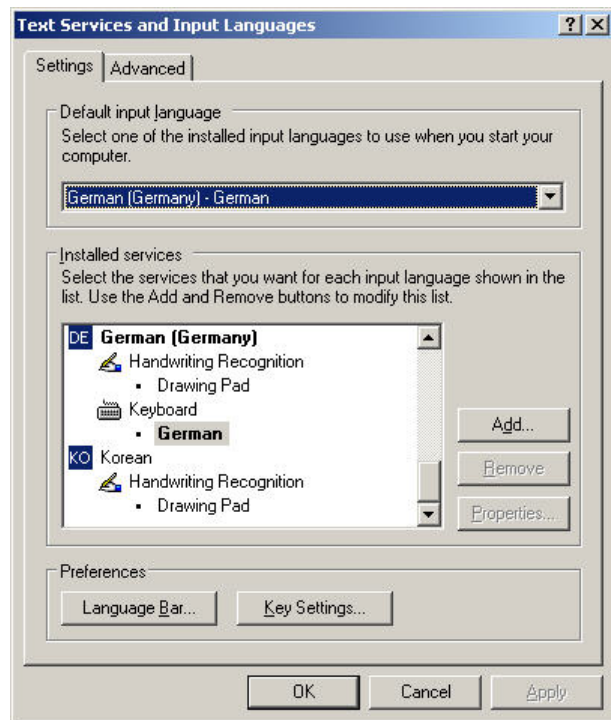 Text Services and Input Languages
Settings
Advanced
Default input language
Select one of the installed input languages to use when you start your
computer.
German (Germany) - German
Installed services
Select the services that you want for each input language shown in the
list. Use the Add and Remove buttons to modify this list.
DE German (Germany)
Handwriting Recognition
Drawing Pad
Keyboard
German
KO Korean
Handwriting Recognition
Drawing Pad
Add...
Remove
Properties...
Preferences
Language Bar...
Key Settings...
OK
Cancel
Apply